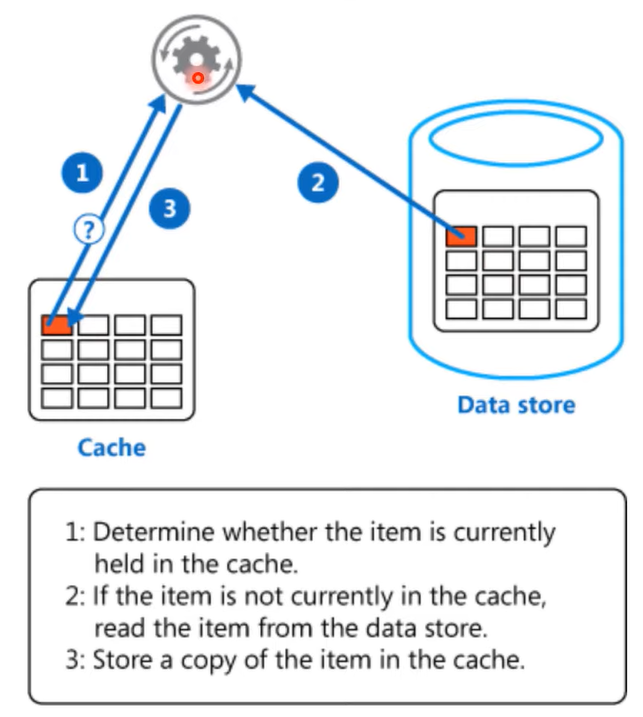 1
2
3
?
Data store
Cache
1: Determine whether the item is currently
held in the cache.
2: If the item is not currently in the cache,
read the item from the data store.
3: Store a copy of the item in the cache.